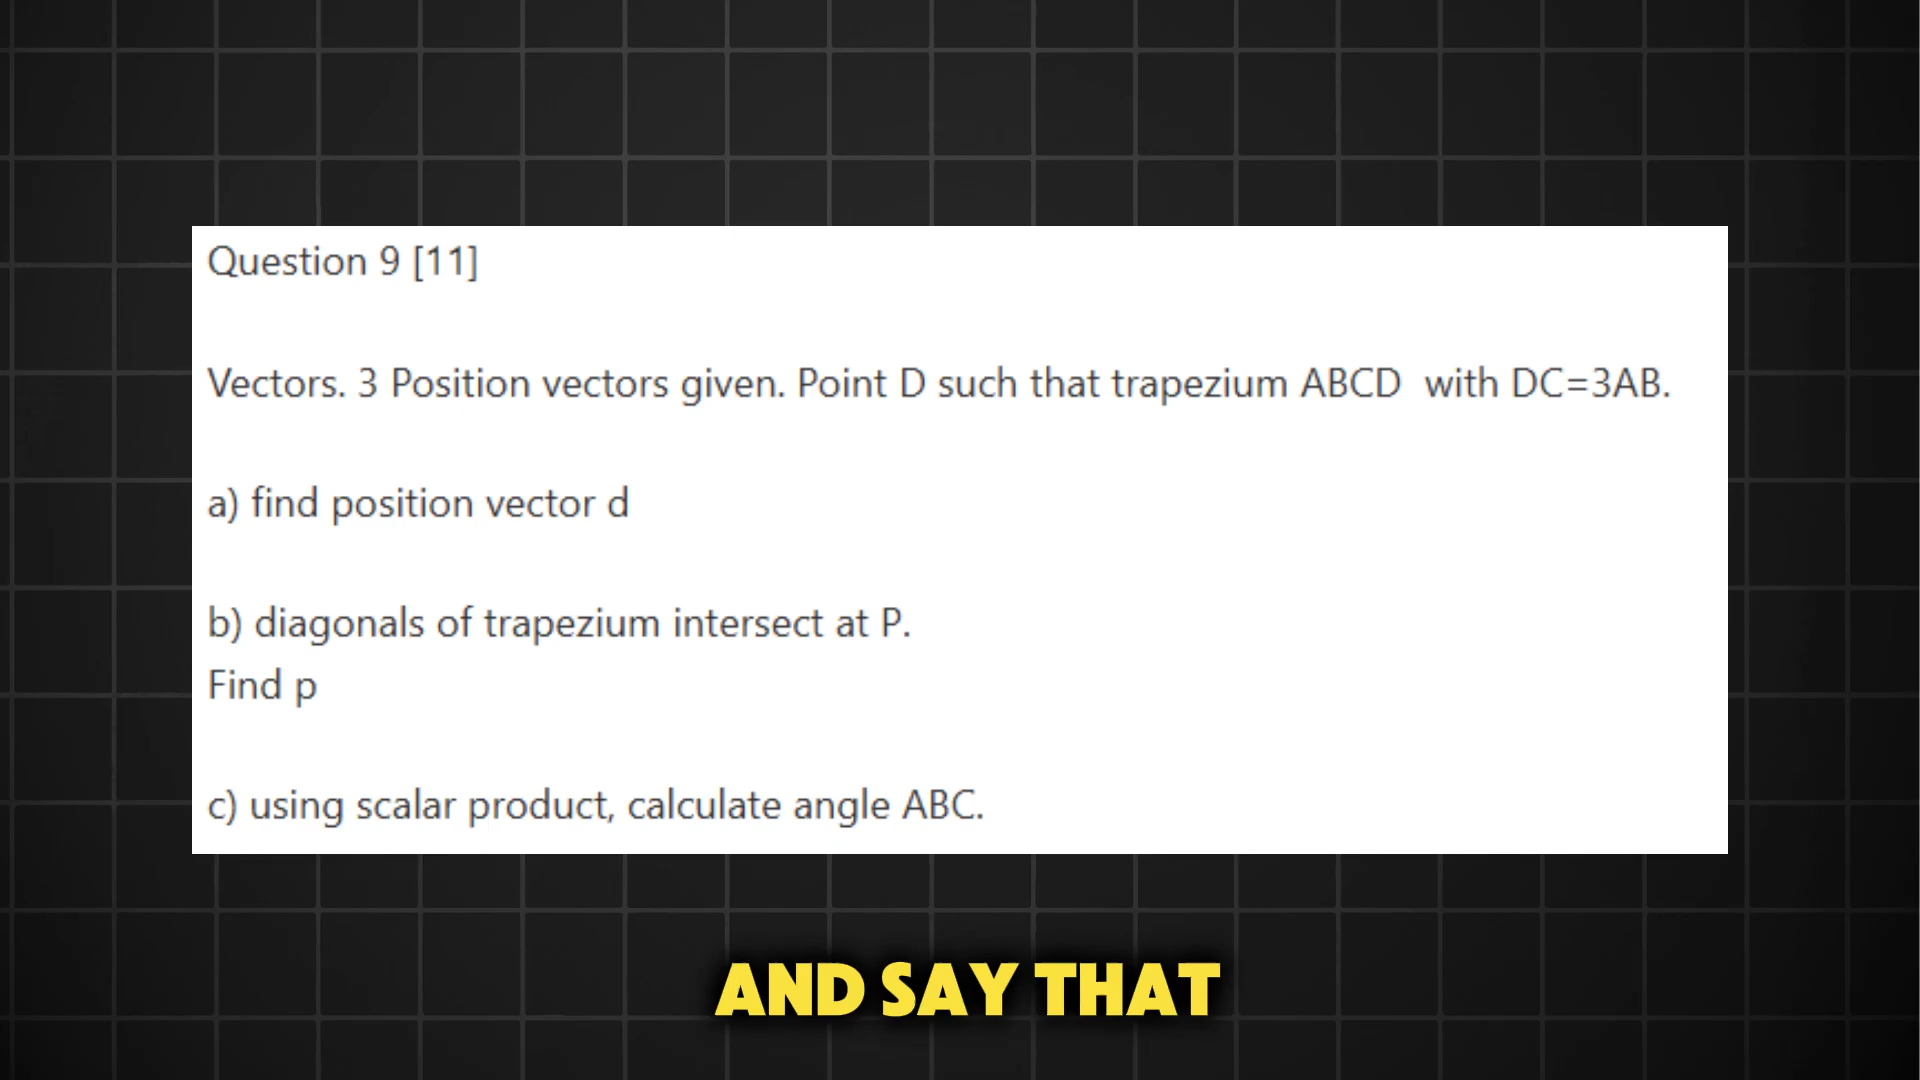 Question 9 [11]
Vectors. 3 Position vectors given. Point D such that trapezium ABCD  with DC=3AB.
a) find position vector d
b) diagonals of trapezium intersect at P.
Find p
c) using scalar product, calculate angle ABC.
AND SAY THAT